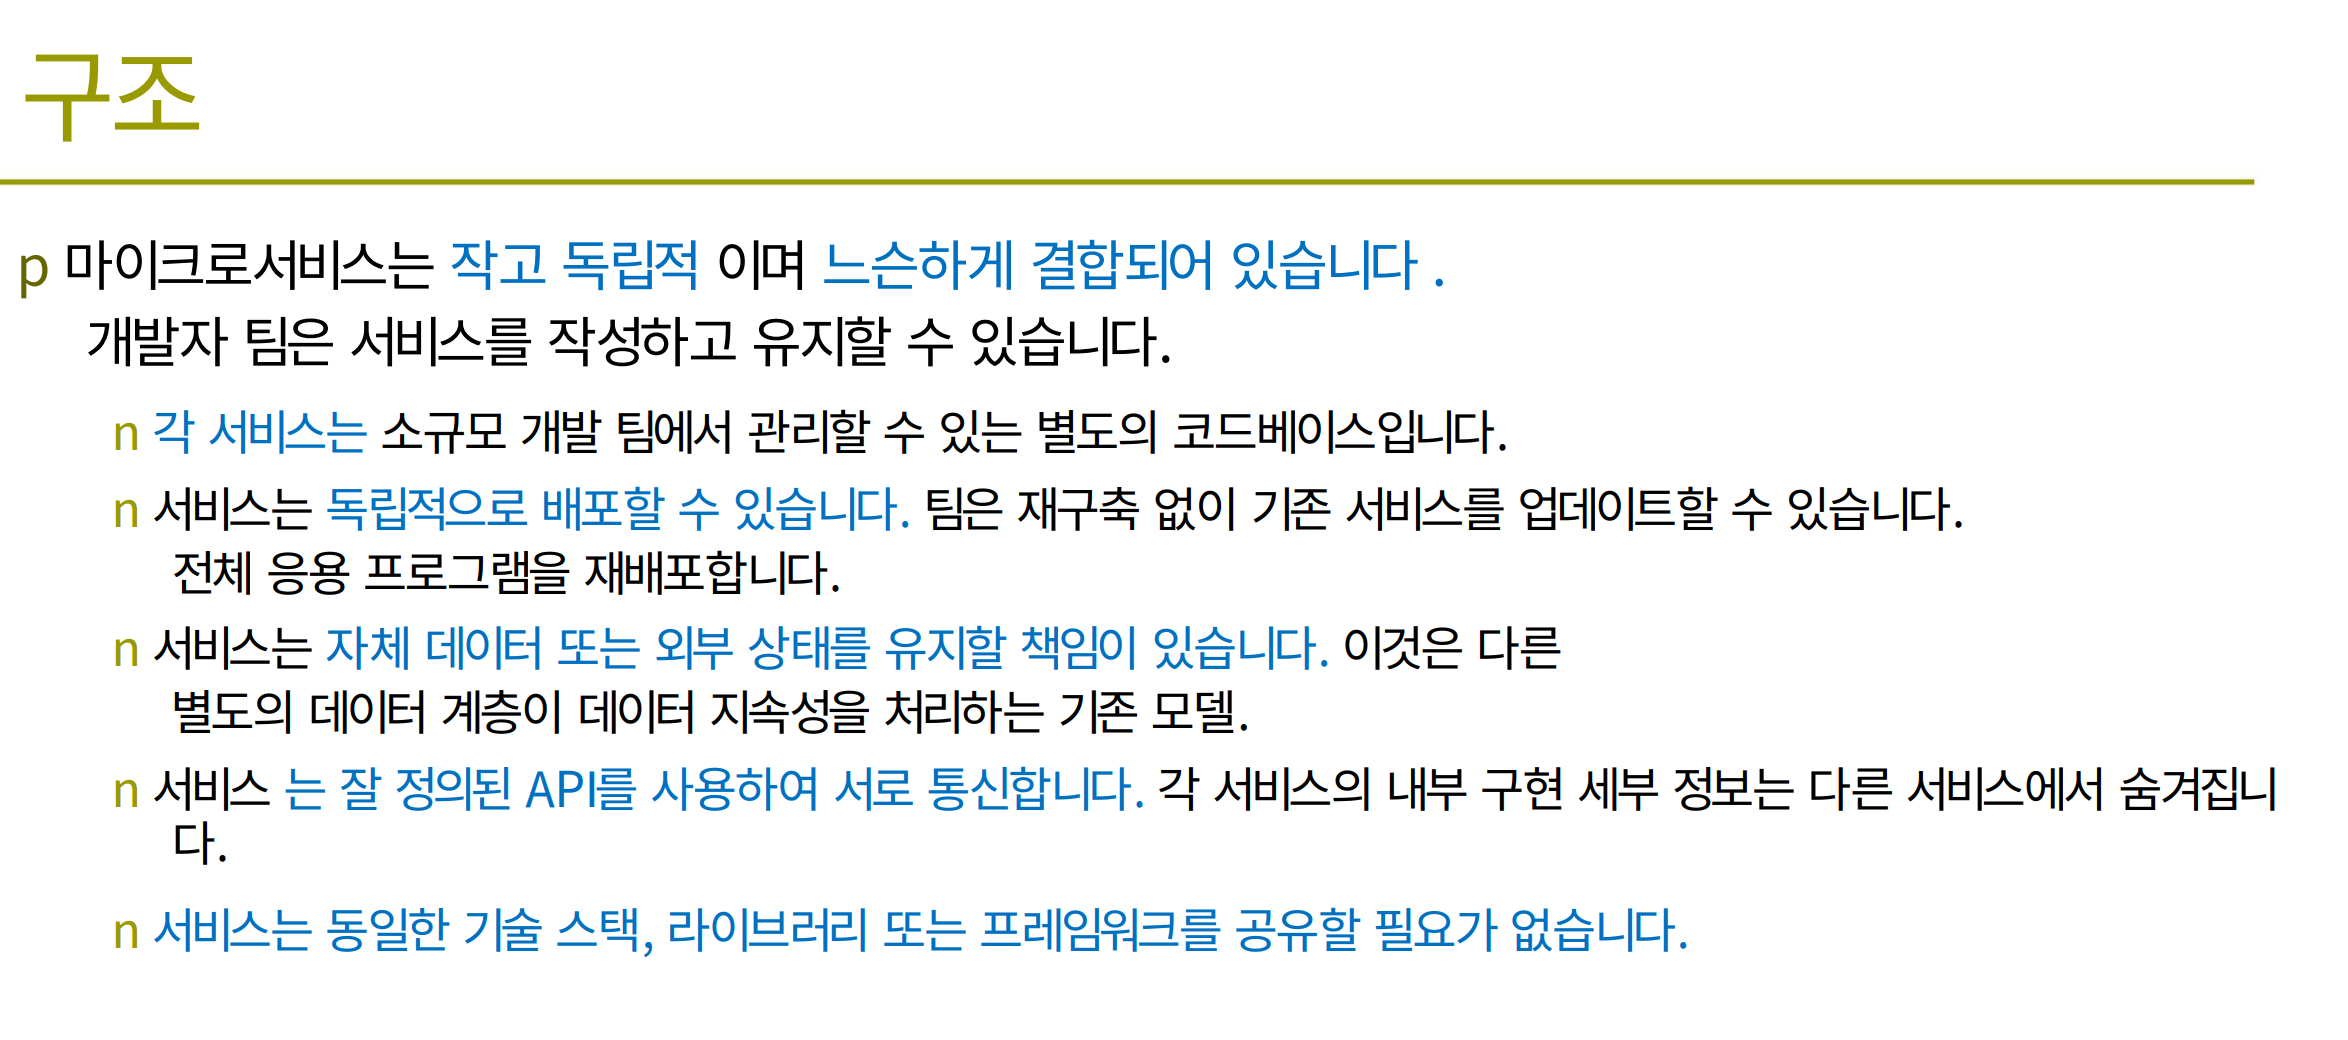 구조
p 마이크로서비스는 작고 독립적 이며 느슨하게 결합되어 있습니다 .
개발자 팀은 서비스를 작성하고 유지할 수 있습니다.
n 각 서비스는 소규모 개발 팀에서 관리할 수 있는 별도의 코드베이스입니다.
n 서비스는 독립적으로 배포할 수 있습니다. 팀은 재구축 없이 기존 서비스를 업데이트할 수 있습니다.
전체 응용 프로그램을 재배포합니다.
n 서비스는 자체 데이터 또는 외부 상태를 유지할 책임이 있습니다. 이것은 다른
별도의 데이터 계층이 데이터 지속성을 처리하는 기존 모델.
n 서비스 는 잘 정의된 API를 사용하여 서로 통신합니다. 각 서비스의 내부 구현 세부 정보는 다른 서비스에서 숨겨집니
다.
n 서비스는 동일한 기술 스택, 라이브러리 또는 프레임워크를 공유할 필요가 없습니다.